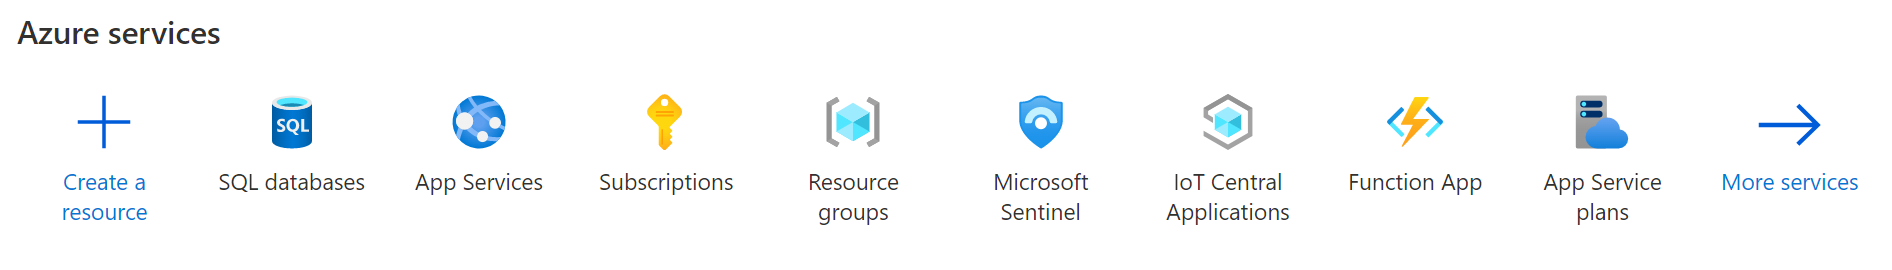 Azure services
SQL
Create a
resource
SQL databases
App Services
Subscriptions
Resource
groups
Microsoft
Sentinel
IoT Central
Applications
Function App
App Service
plans
More services